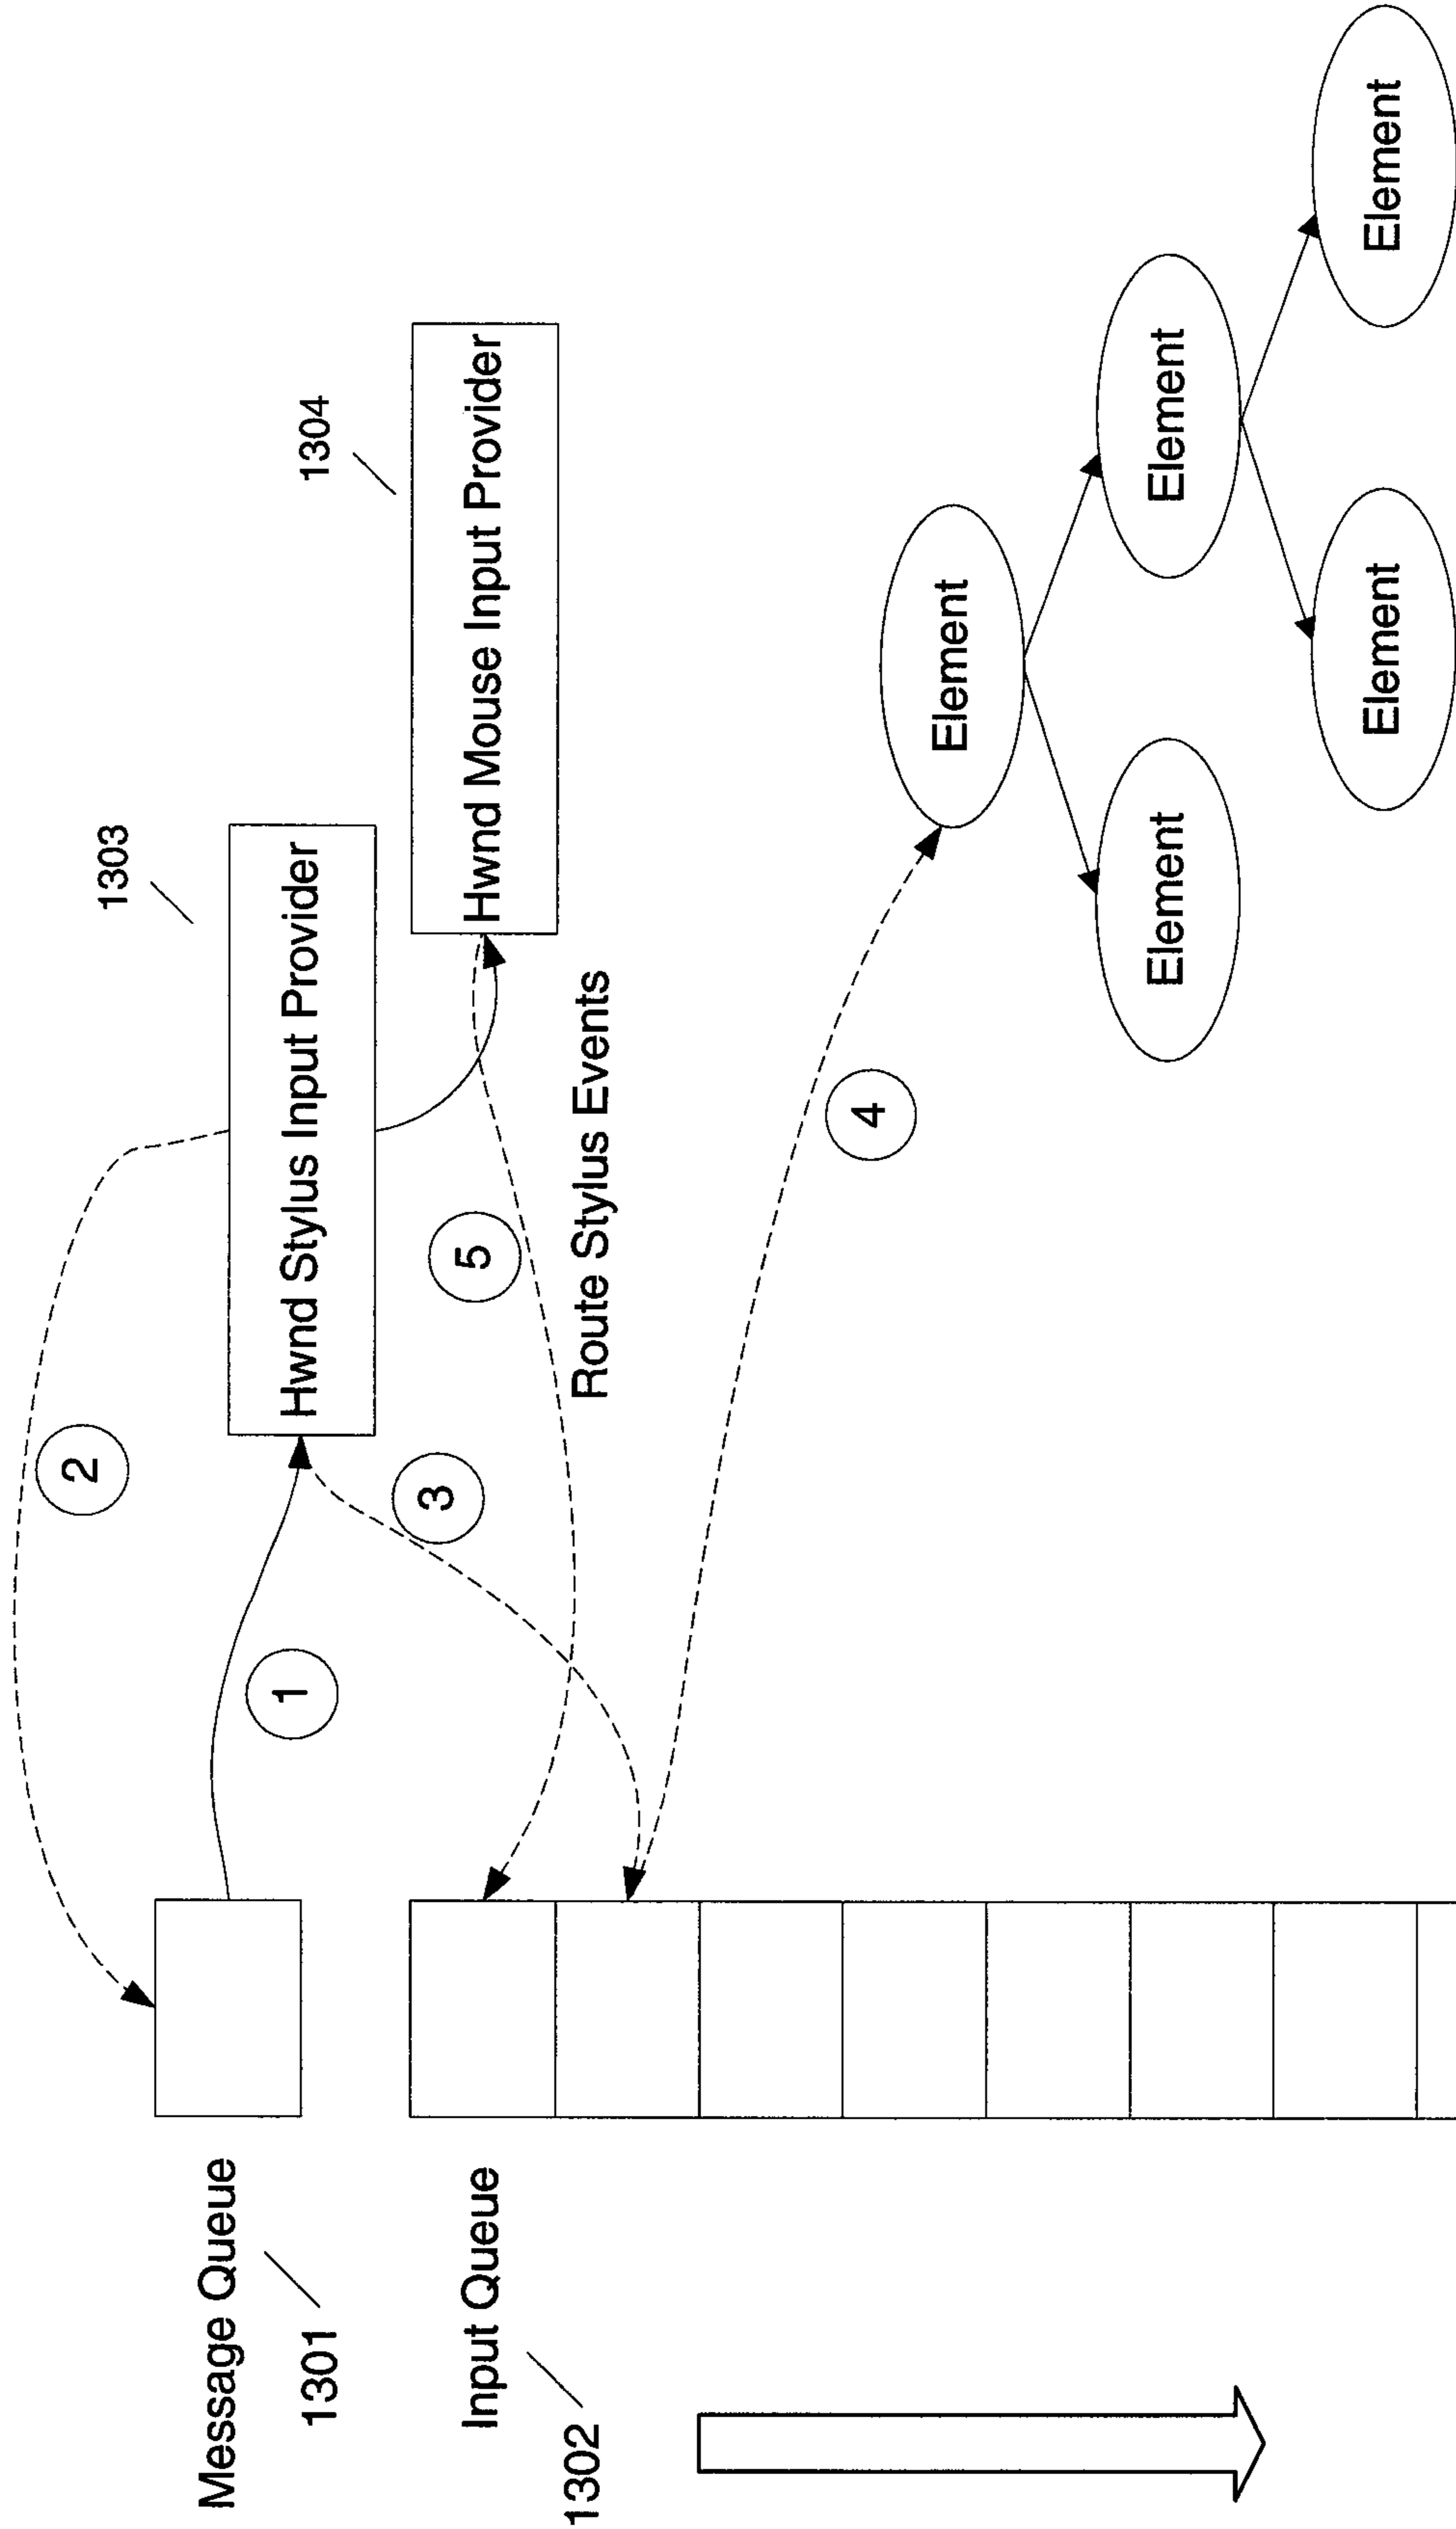 Message Queue
1301
2
1
Hwnd Stylus Input Provider
1303
Input Queue
1302
3
5
Route Stylus Events
Hwnd Mouse Input Provider
1304
4
Element
Element
Element
Element
Element